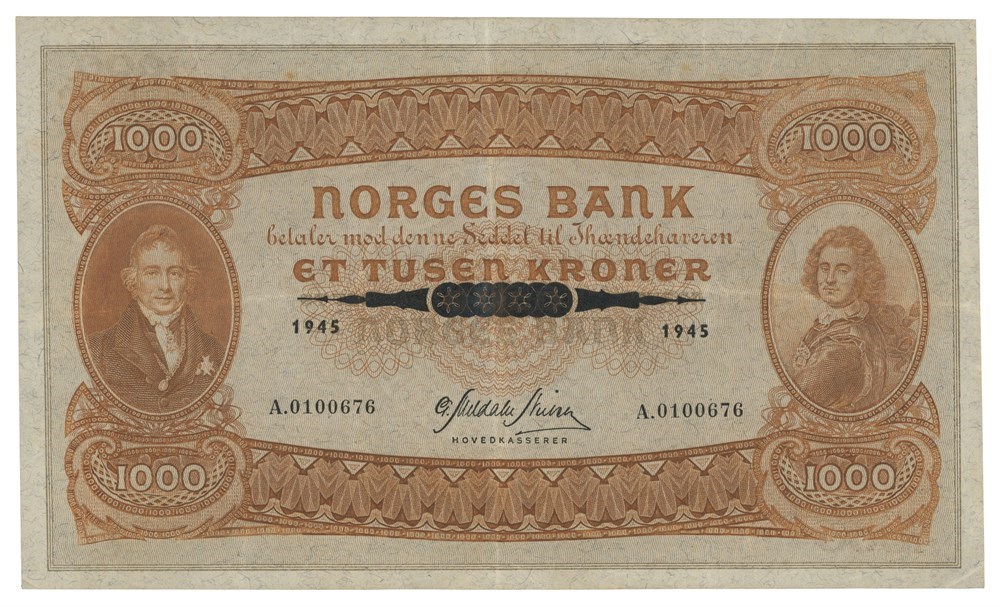 1000 1000
NORGES BANK
betaler mod denne Seddel til Ihændehaveren
ET TUSEN KRONER
1945 1945
NORGES BANK
A.0100676 A.0100676
HOVEDKASSERER
1000 1000